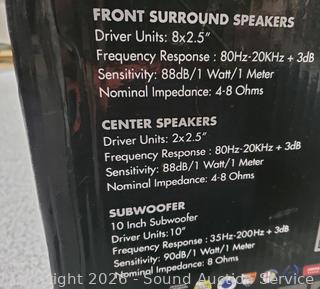 FRONT SURROUND SPEAKERS
Driver Units: 8x2.5"
Frequency Response : 80Hz-20KHz + 3dB
Sensitivity: 88dB/1 Watt/1 Meter
Nominal Impedance: 4-8 Ohms
CENTER SPEAKERS
Driver Units: 2x2.5"
Frequency Response : 80Hz-20KHz + 3dB
Sensitivity: 88dB/1 Watt/1 Meter
Nominal Impedance: 4-8 Ohms
SUBWOOFER
10 Inch Subwoofer
Driver Units: 10"
Frequency Response: 35Hz-200Hz + 3dB
Sensitivity: 90dB/1 Watt/1 Meter
Nominal Impedance: 8 Ohms
Copyright 2026 - Sound Auction Service